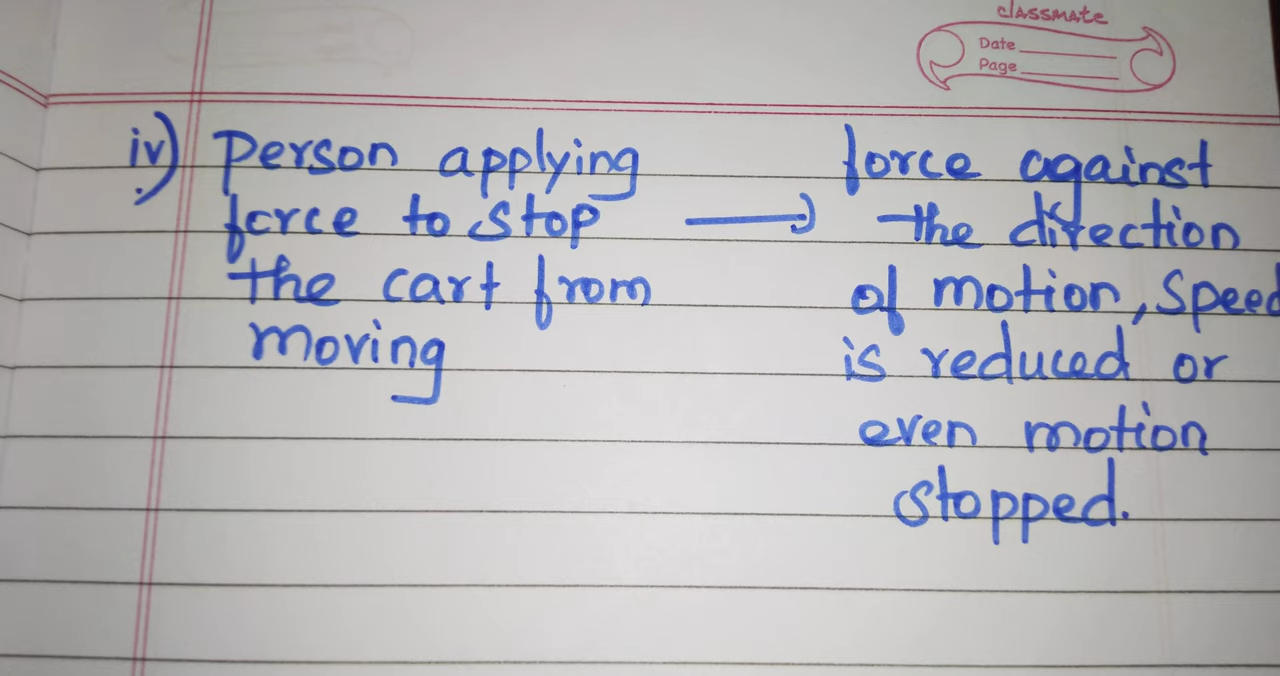 classmate
Date
Page
iv) Person applying force against
force to stop → the direction
the cart from of motion, Speed
moving is reduced or
even motion
stopped.